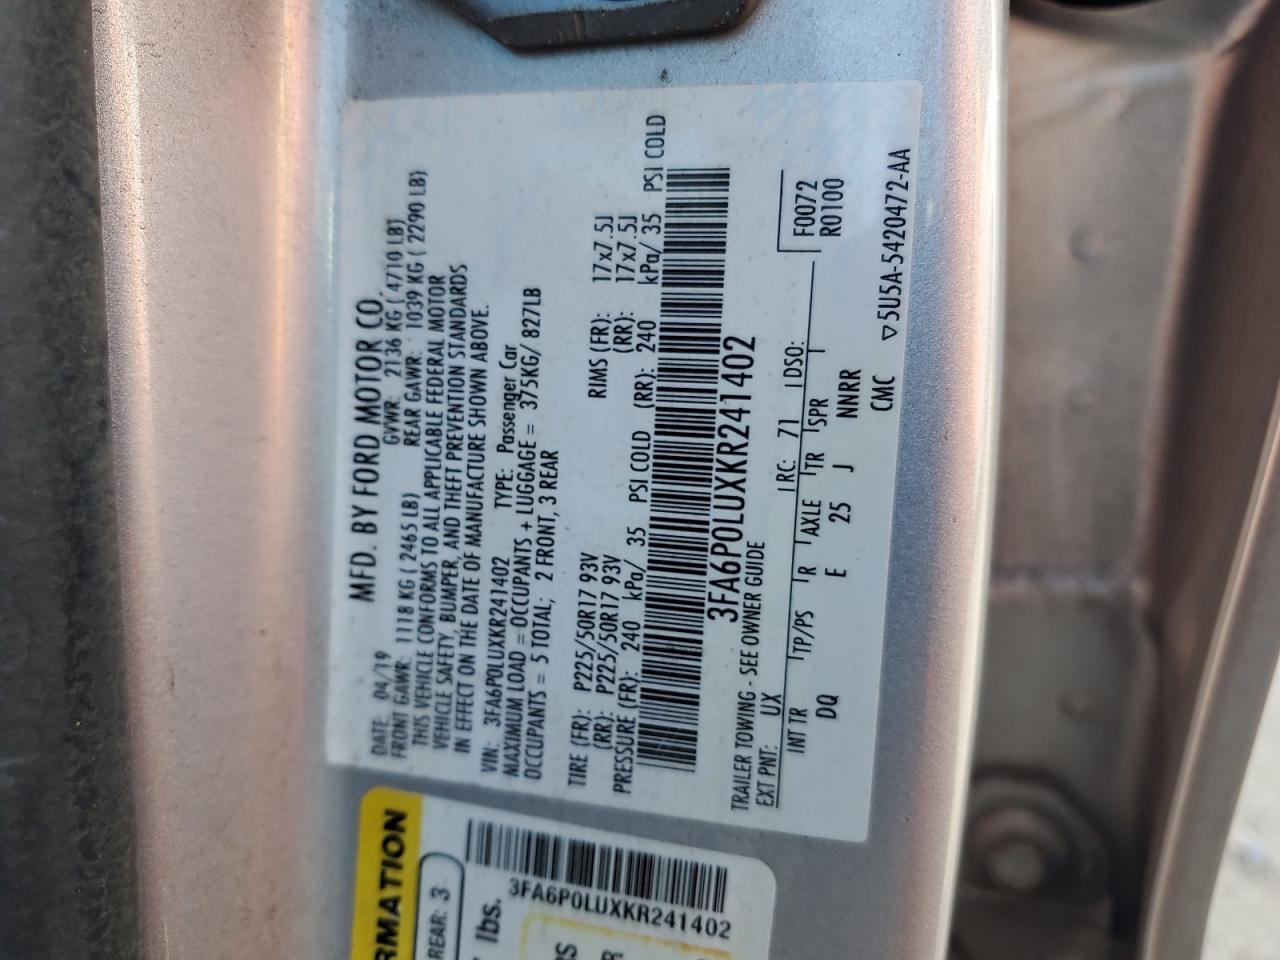 MFD. BY FORD MOTOR CO.
DATE: 04/19 GVWR: 2136 KG ( 4710 LB)
FRONT GAWR: 1118 KG ( 2465 LB) REAR GAWR: 1039 KG ( 2290 LB)
THIS VEHICLE CONFORMS TO ALL APPLICABLE FEDERAL MOTOR
VEHICLE SAFETY, BUMPER, AND THEFT PREVENTION STANDARDS
IN EFFECT ON THE DATE OF MANUFACTURE SHOWN ABOVE.
VIN: 3FA6P0LUXKR241402 TYPE: Passenger Car
MAXIMUM LOAD = OCCUPANTS + LUGGAGE = 375KG/ 827LB
OCCUPANTS = 5 TOTAL; 2 FRONT, 3 REAR
TIRE (FR): P225/50R17 93V RIMS (FR): 17x7.5J
(RR): P225/50R17 93V (RR): 17x7.5J
PRESSURE (FR): 240 kPa/ 35 PSI COLD (RR): 240 kPa/ 35 PSI COLD
3FA6P0LUXKR241402
TRAILER TOWING - SEE OWNER GUIDE
EXT PNT: UX RC: 71 DSO: F0072
R0100
INT TR TP/PS R AXLE TR SPR
DQ E 25 J NNRR
CMC
▽5U5A-5420472-AA
RMATION
REAR: 3
lbs.
3FA6P0LUXKR241402
RS